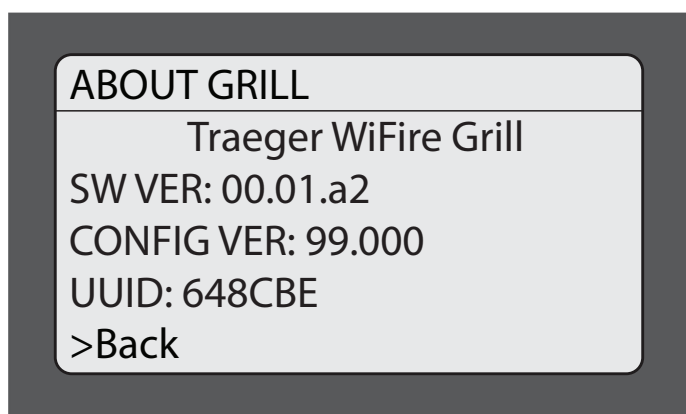 ABOUT GRILL
Traeger WiFire Grill
SW VER: 00.01.a2
CONFIG VER: 99.000
UUID: 648CBE
>Back